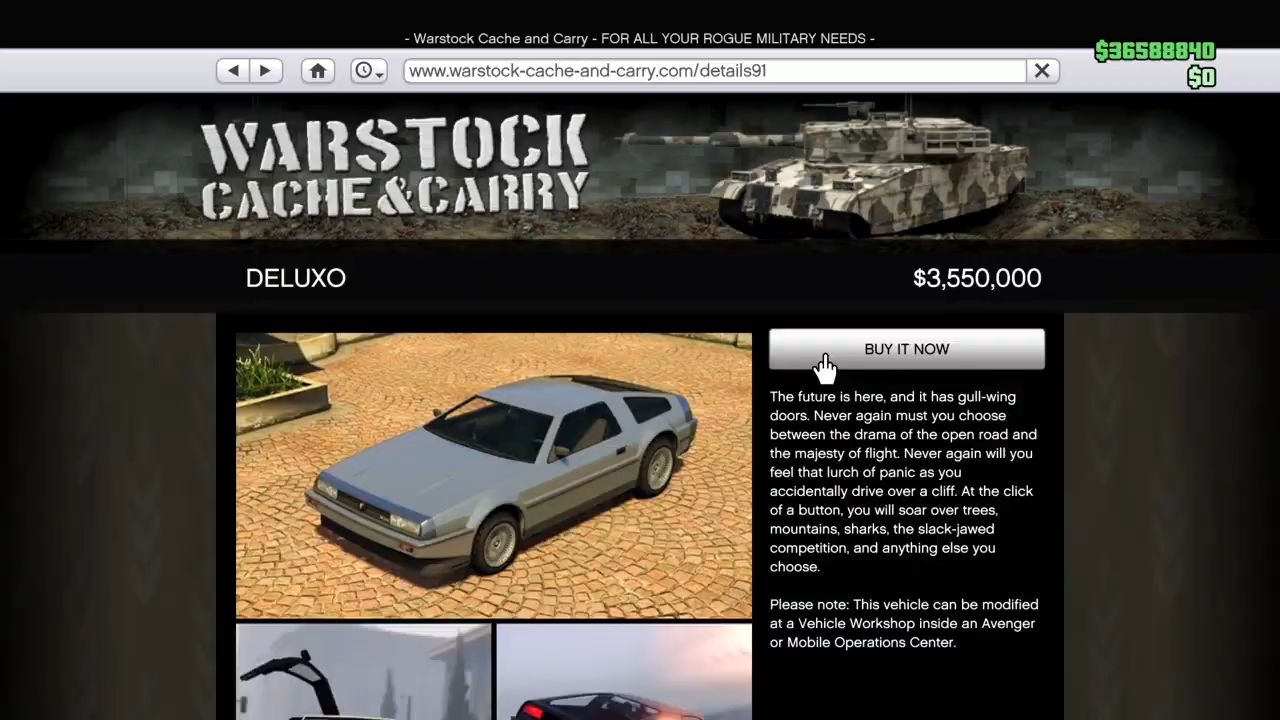 - Warstock Cache and Carry - FOR ALL YOUR ROGUE MILITARY NEEDS -
$36588840
$0
www.warstock-cache-and-carry.com/details91
WARSTOCK
CACHE&CARRY
DELUXO
$3,550,000
BUY IT NOW
The future is here, and it has gull-wing
doors. Never again must you choose
between the drama of the open road and
the majesty of flight. Never again will you
feel that lurch of panic as you
accidentally drive over a cliff. At the click
of a button, you will soar over trees,
mountains, sharks, the slack-jawed
competition, and anything else you
choose.
Please note: This vehicle can be modified
at a Vehicle Workshop inside an Avenger
or Mobile Operations Center.